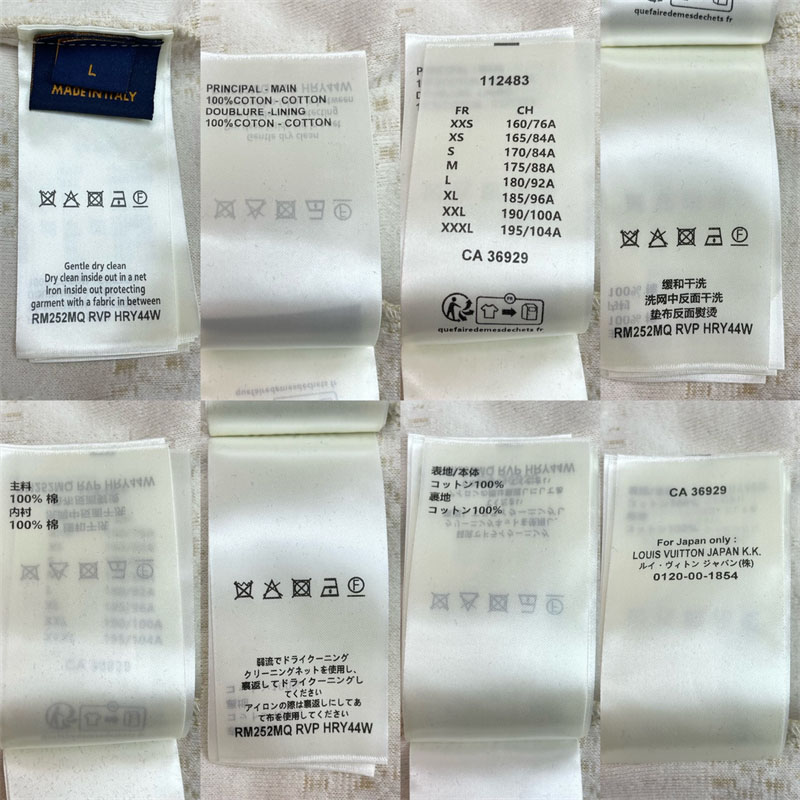 L
MADE IN ITALY
Gentle dry clean
Dry clean inside out in a net
Iron inside out protecting
garment with a fabric in between
RM252MQ RVP HRY44W
PRINCIPAL - MAIN
100%COTON - COTTON
DOUBLURE -LINING
100%COTON - COTTON
Gentle dry clean
quefairedemesdechets.fr
112483
FR CH
XXS 160/76A
XS 165/84A
S 170/84A
M 175/88A
L 180/92A
XL 185/96A
XXL 190/100A
XXXL 195/104A
CA 36929
FR
quefairedemesdechets.fr
quefairedemesdechets.fr
缓和干洗
洗网中反面干洗
垫布反面熨烫
RM252MQ RVP HRY44W
主料
100% 棉
内衬
100% 棉
弱流でドライクーニング
クリーニングネットを使用し、
裏返してドライクーニングし
てください
アイロンの際は裏返しにしてあ
て布を使用してください
RM252MQ RVP HRY44W
表地/本体
コットン100%
裏地
コットン100%
CA 36929
For Japan only :
LOUIS VUITTON JAPAN K.K.
ルイ・ヴィトン ジャパン(株)
0120-00-1854